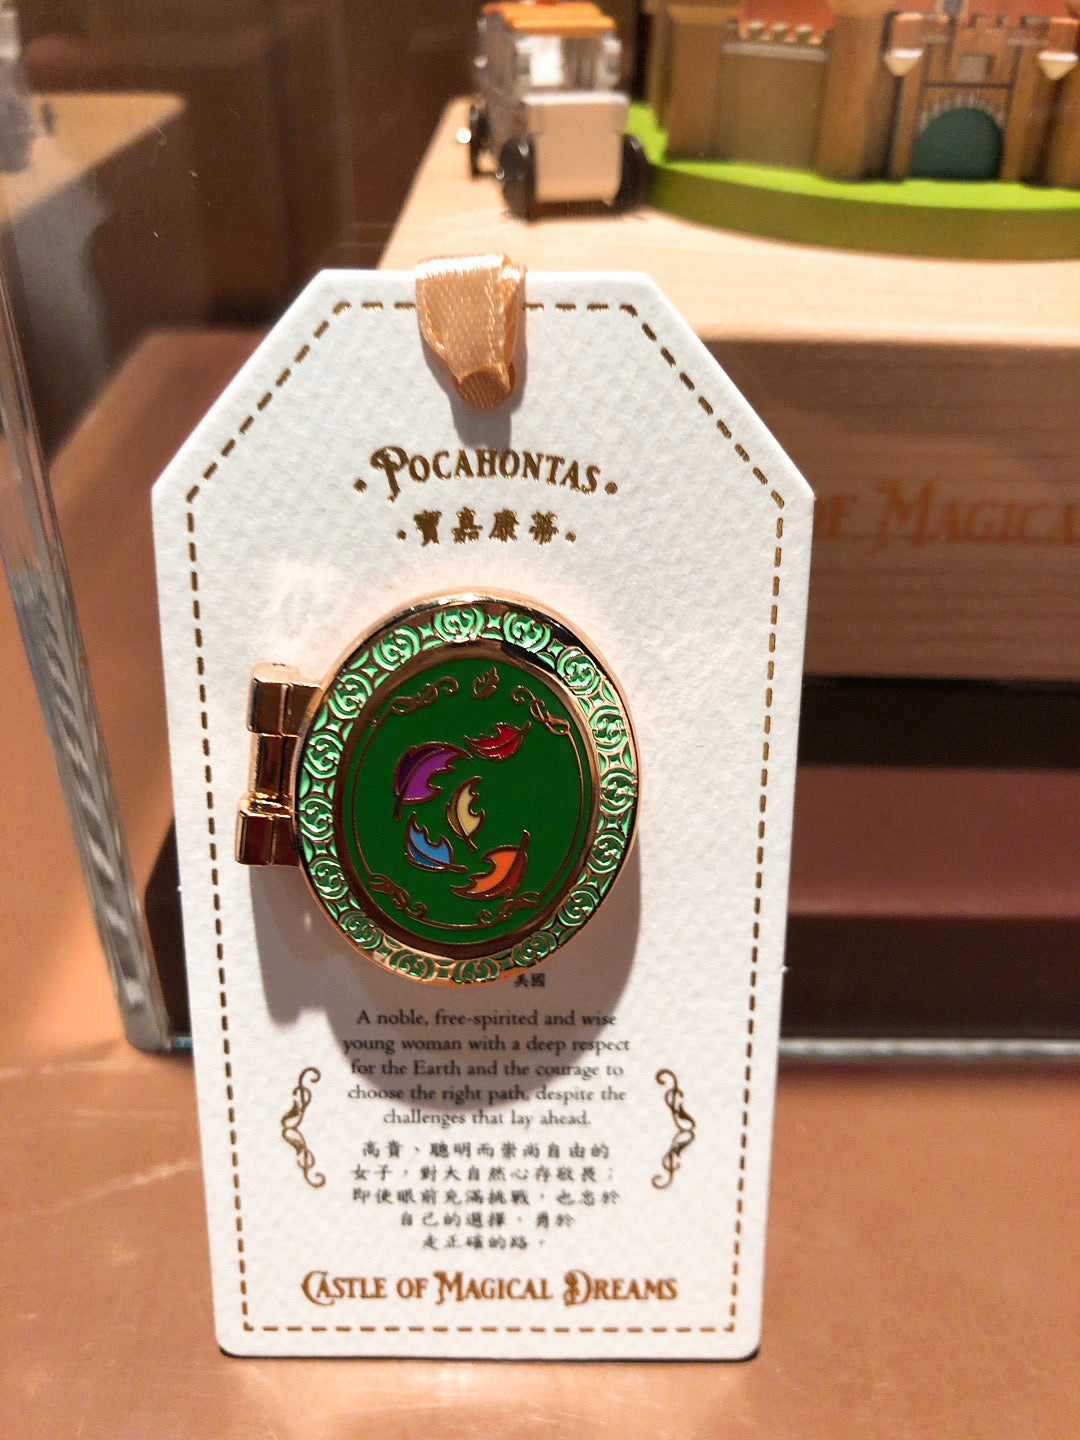 ·POCAHONTAS·
·寶嘉康蒂·
美國
A noble, free-spirited and wise
young woman with a deep respect
for the Earth and the courage to
choose the right path, despite the
challenges that lay ahead.
高貴、聰明而崇尚自由的
女子，對大自然心存敬畏；
即使眼前充滿挑戰，也忠於
自己的選擇，勇於
走正確的路。
CASTLE OF MAGICAL DREAMS